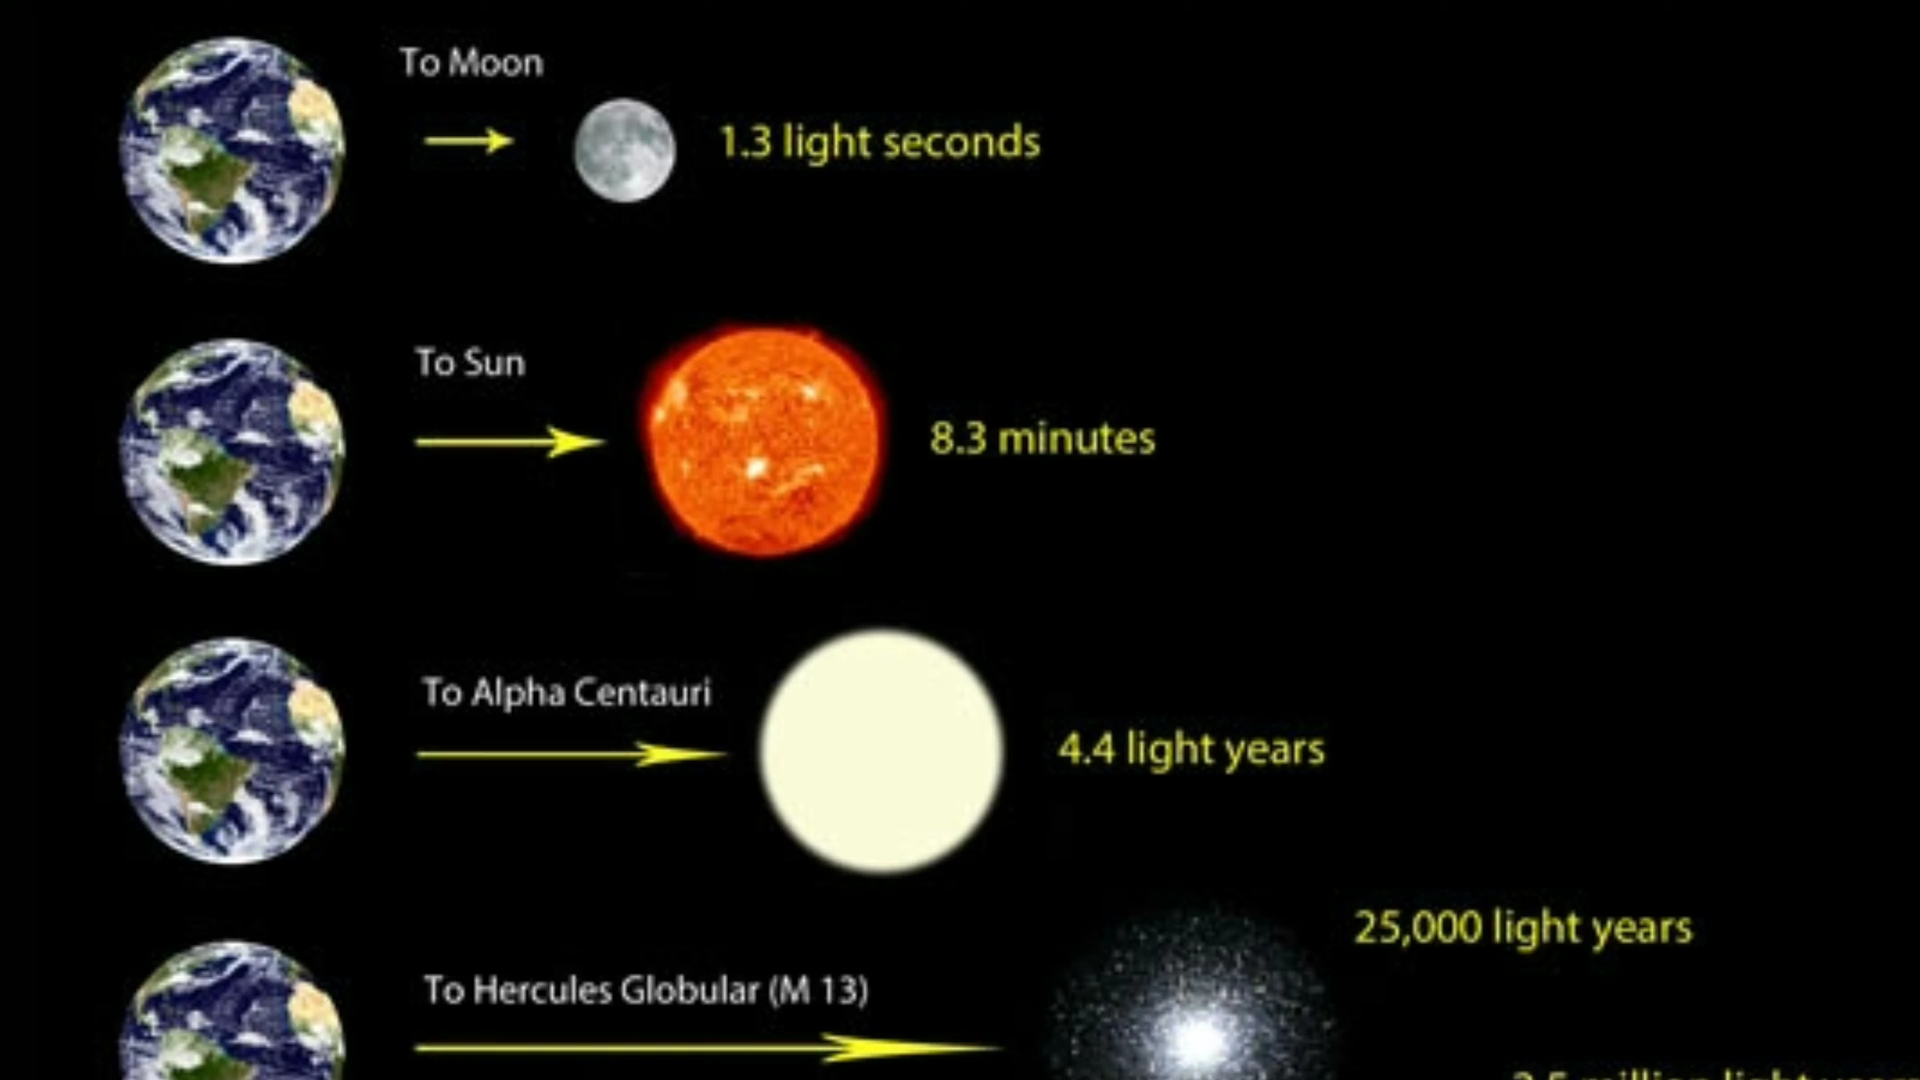 To Moon
1.3 light seconds
To Sun
8.3 minutes
To Alpha Centauri
4.4 light years
25,000 light years
To Hercules Globular (M 13)